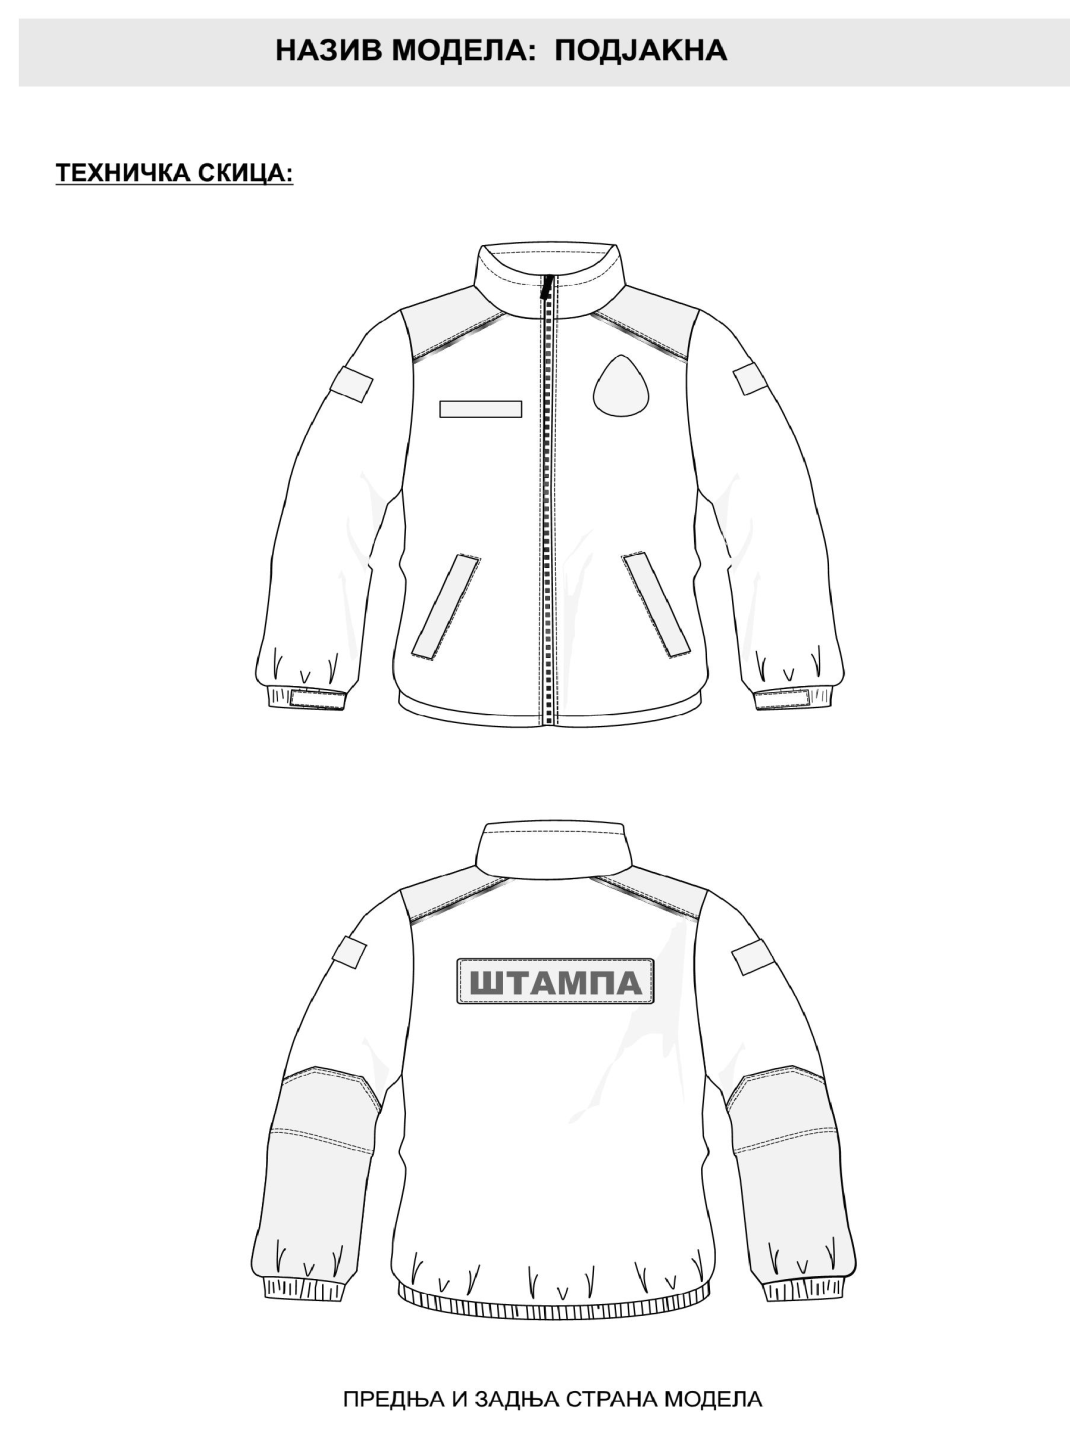 НАЗИВ МОДЕЛА: ПОДЈАКНА
ТЕХНИЧКА СКИЦА:
ШТАМПА
ПРЕДЊА И ЗАДЊА СТРАНА МОДЕЛА